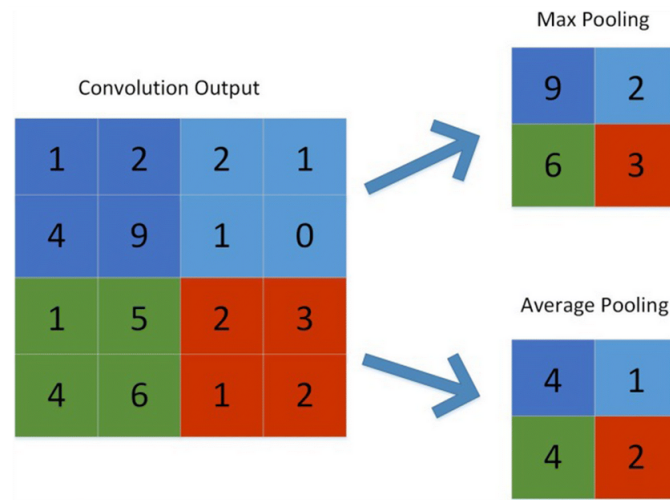 Max Pooling
9 2
6 3
Convolution Output
1 2 2 1
4 9 1 0
1 5 2 3
4 6 1 2
Average Pooling
4 1
4 2